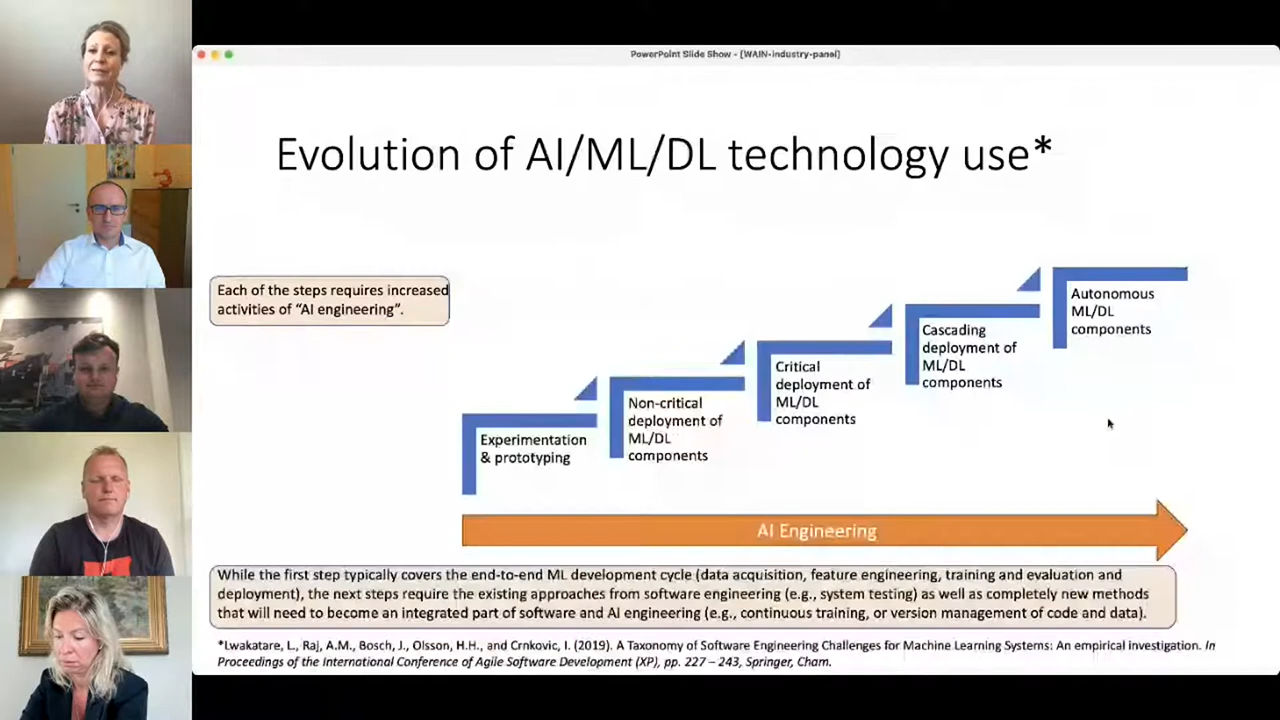 PowerPoint Slide Show - [WAIN-industry-panel]
Evolution of AI/ML/DL technology use*
Each of the steps requires increased
activities of “AI engineering”.
Experimentation
& prototyping
Non-critical
deployment of
ML/DL
components
Critical
deployment of
ML/DL
components
Cascading
deployment of
ML/DL
components
Autonomous
ML/DL
components
AI Engineering
While the first step typically covers the end-to-end ML development cycle (data acquisition, feature engineering, training and evaluation and
deployment), the next steps require the existing approaches from software engineering (e.g., system testing) as well as completely new methods
that will need to become an integrated part of software and AI engineering (e.g., continuous training, or version management of code and data).
*Lwakatare, L., Raj, A.M., Bosch, J., Olsson, H.H., and Crnkovic, I. (2019). A Taxonomy of Software Engineering Challenges for Machine Learning Systems: An empirical investigation. In
Proceedings of the International Conference of Agile Software Development (XP), pp. 227 – 243, Springer, Cham.